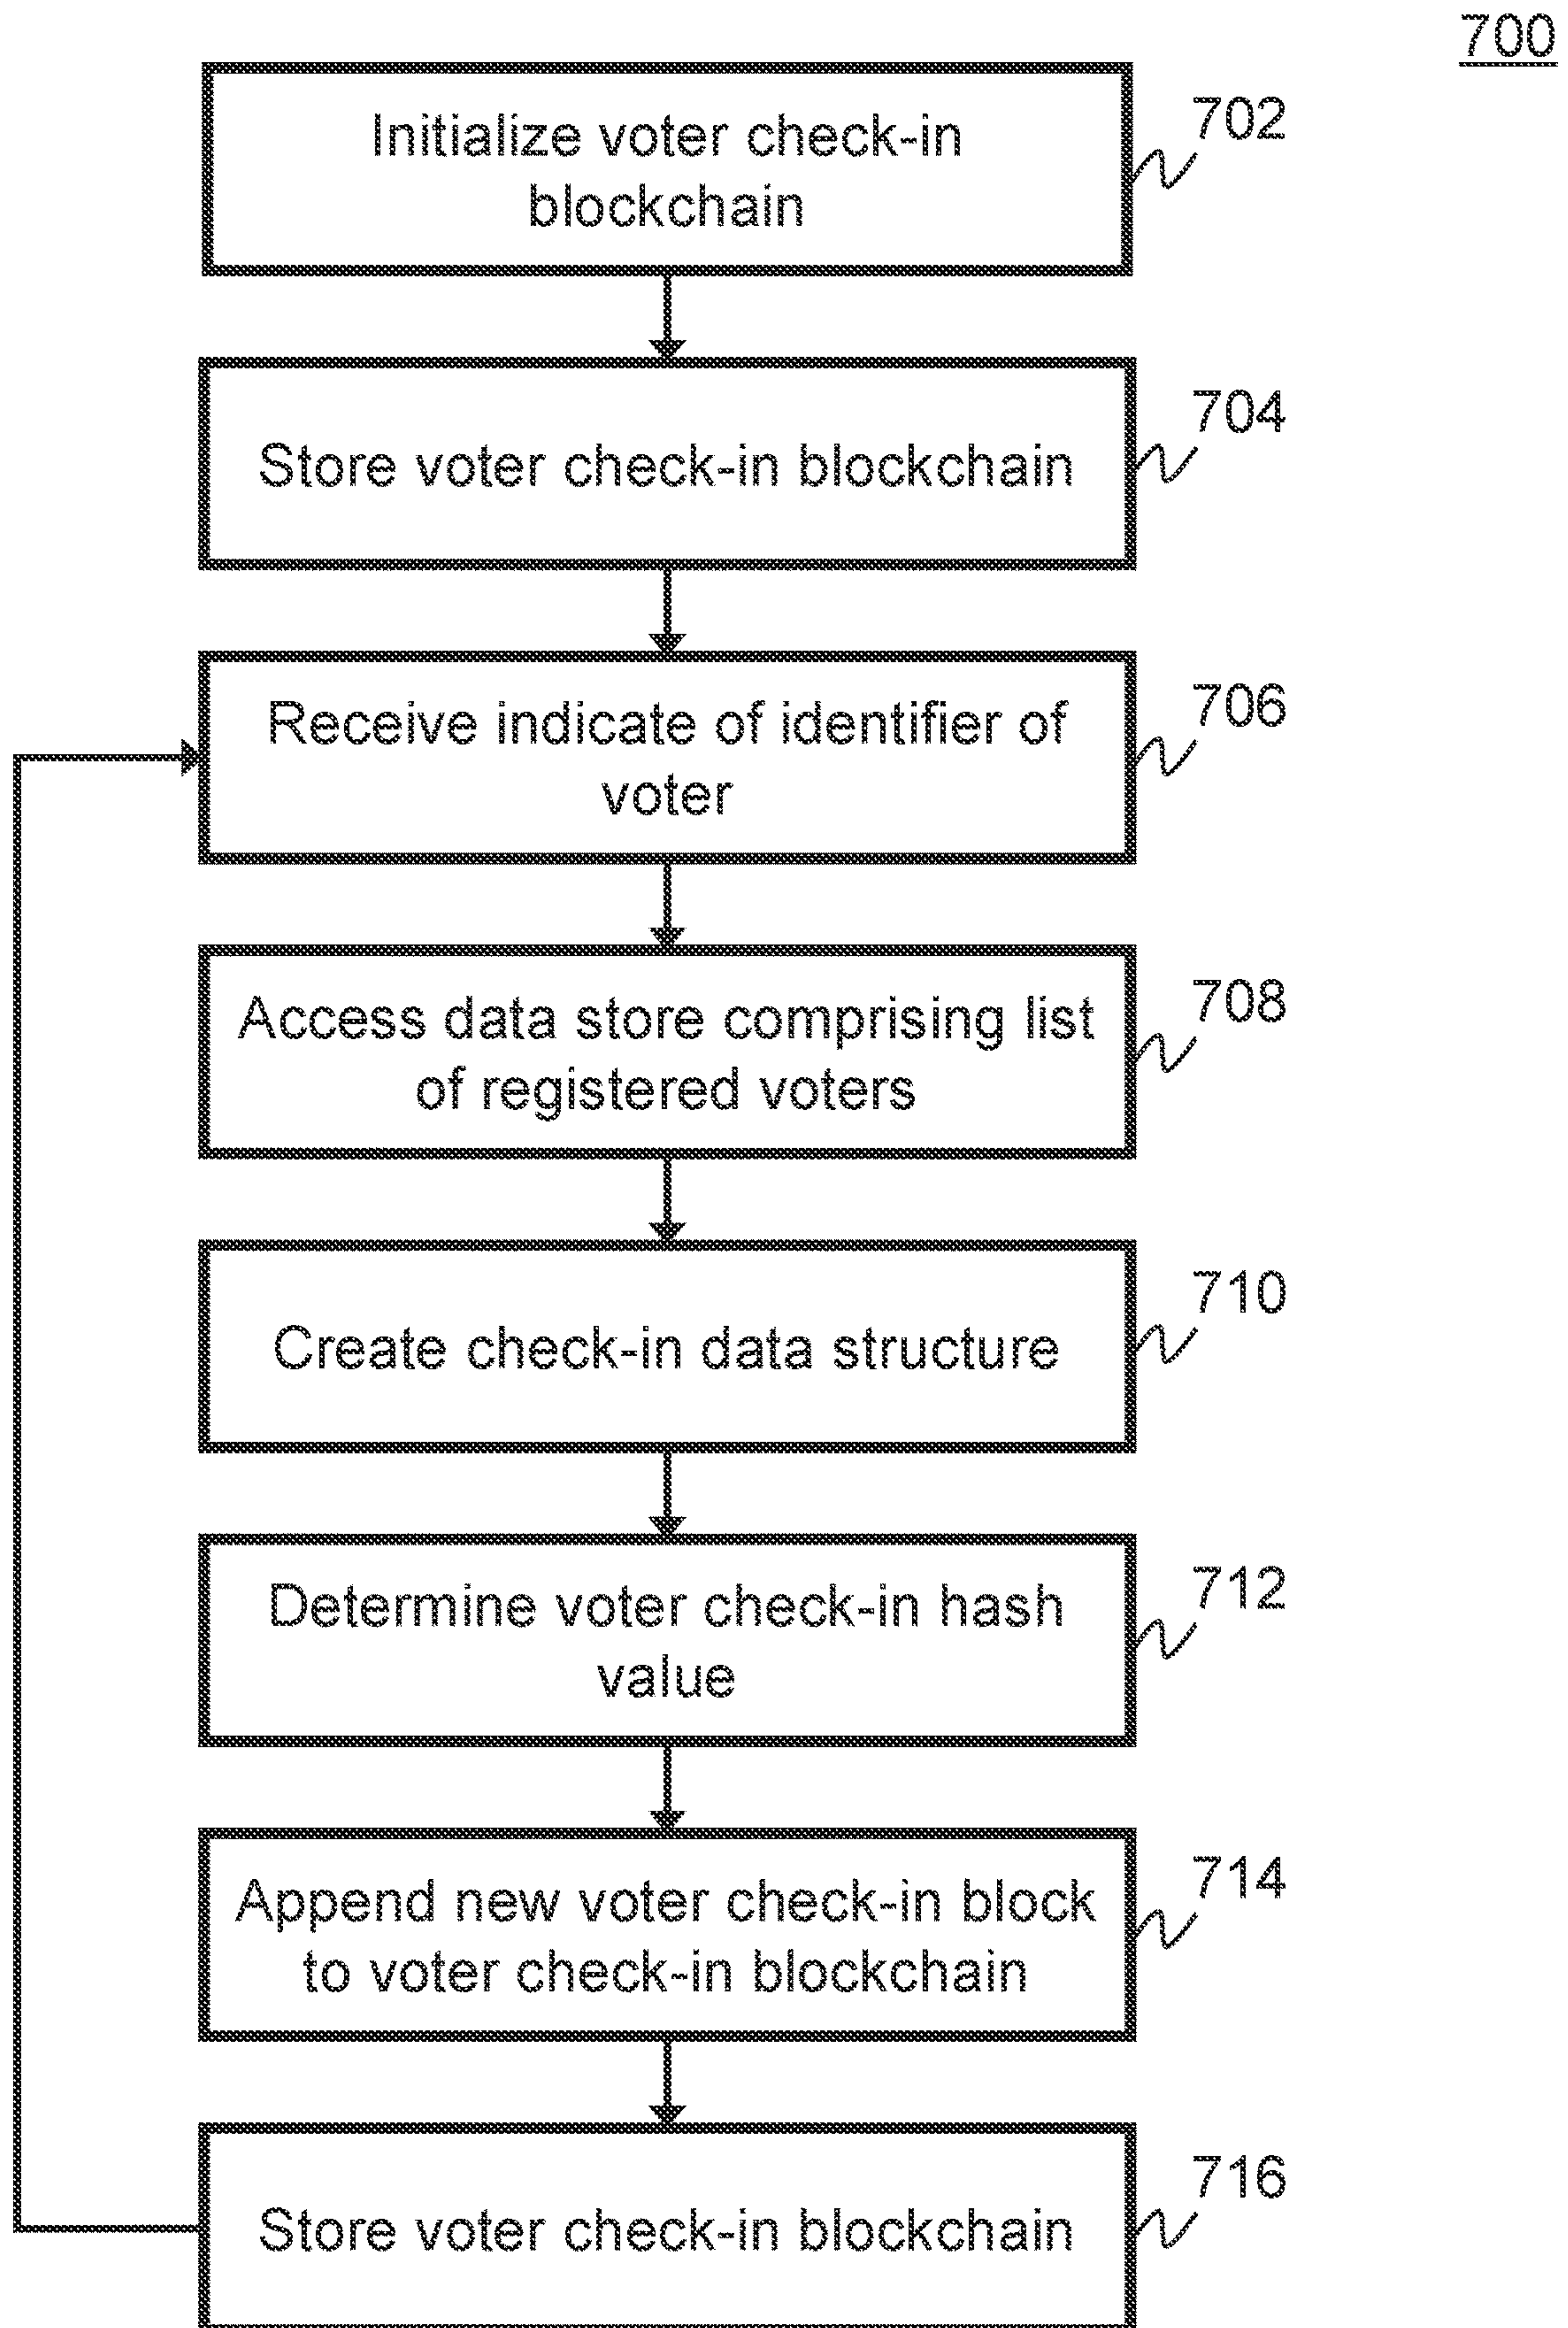 700
Initialize voter check-in
blockchain
702
Store voter check-in blockchain
704
Receive indicate of identifier of
voter
706
Access data store comprising list
of registered voters
708
Create check-in data structure
710
Determine voter check-in hash
value
712
Append new voter check-in block
to voter check-in blockchain
714
Store voter check-in blockchain
716